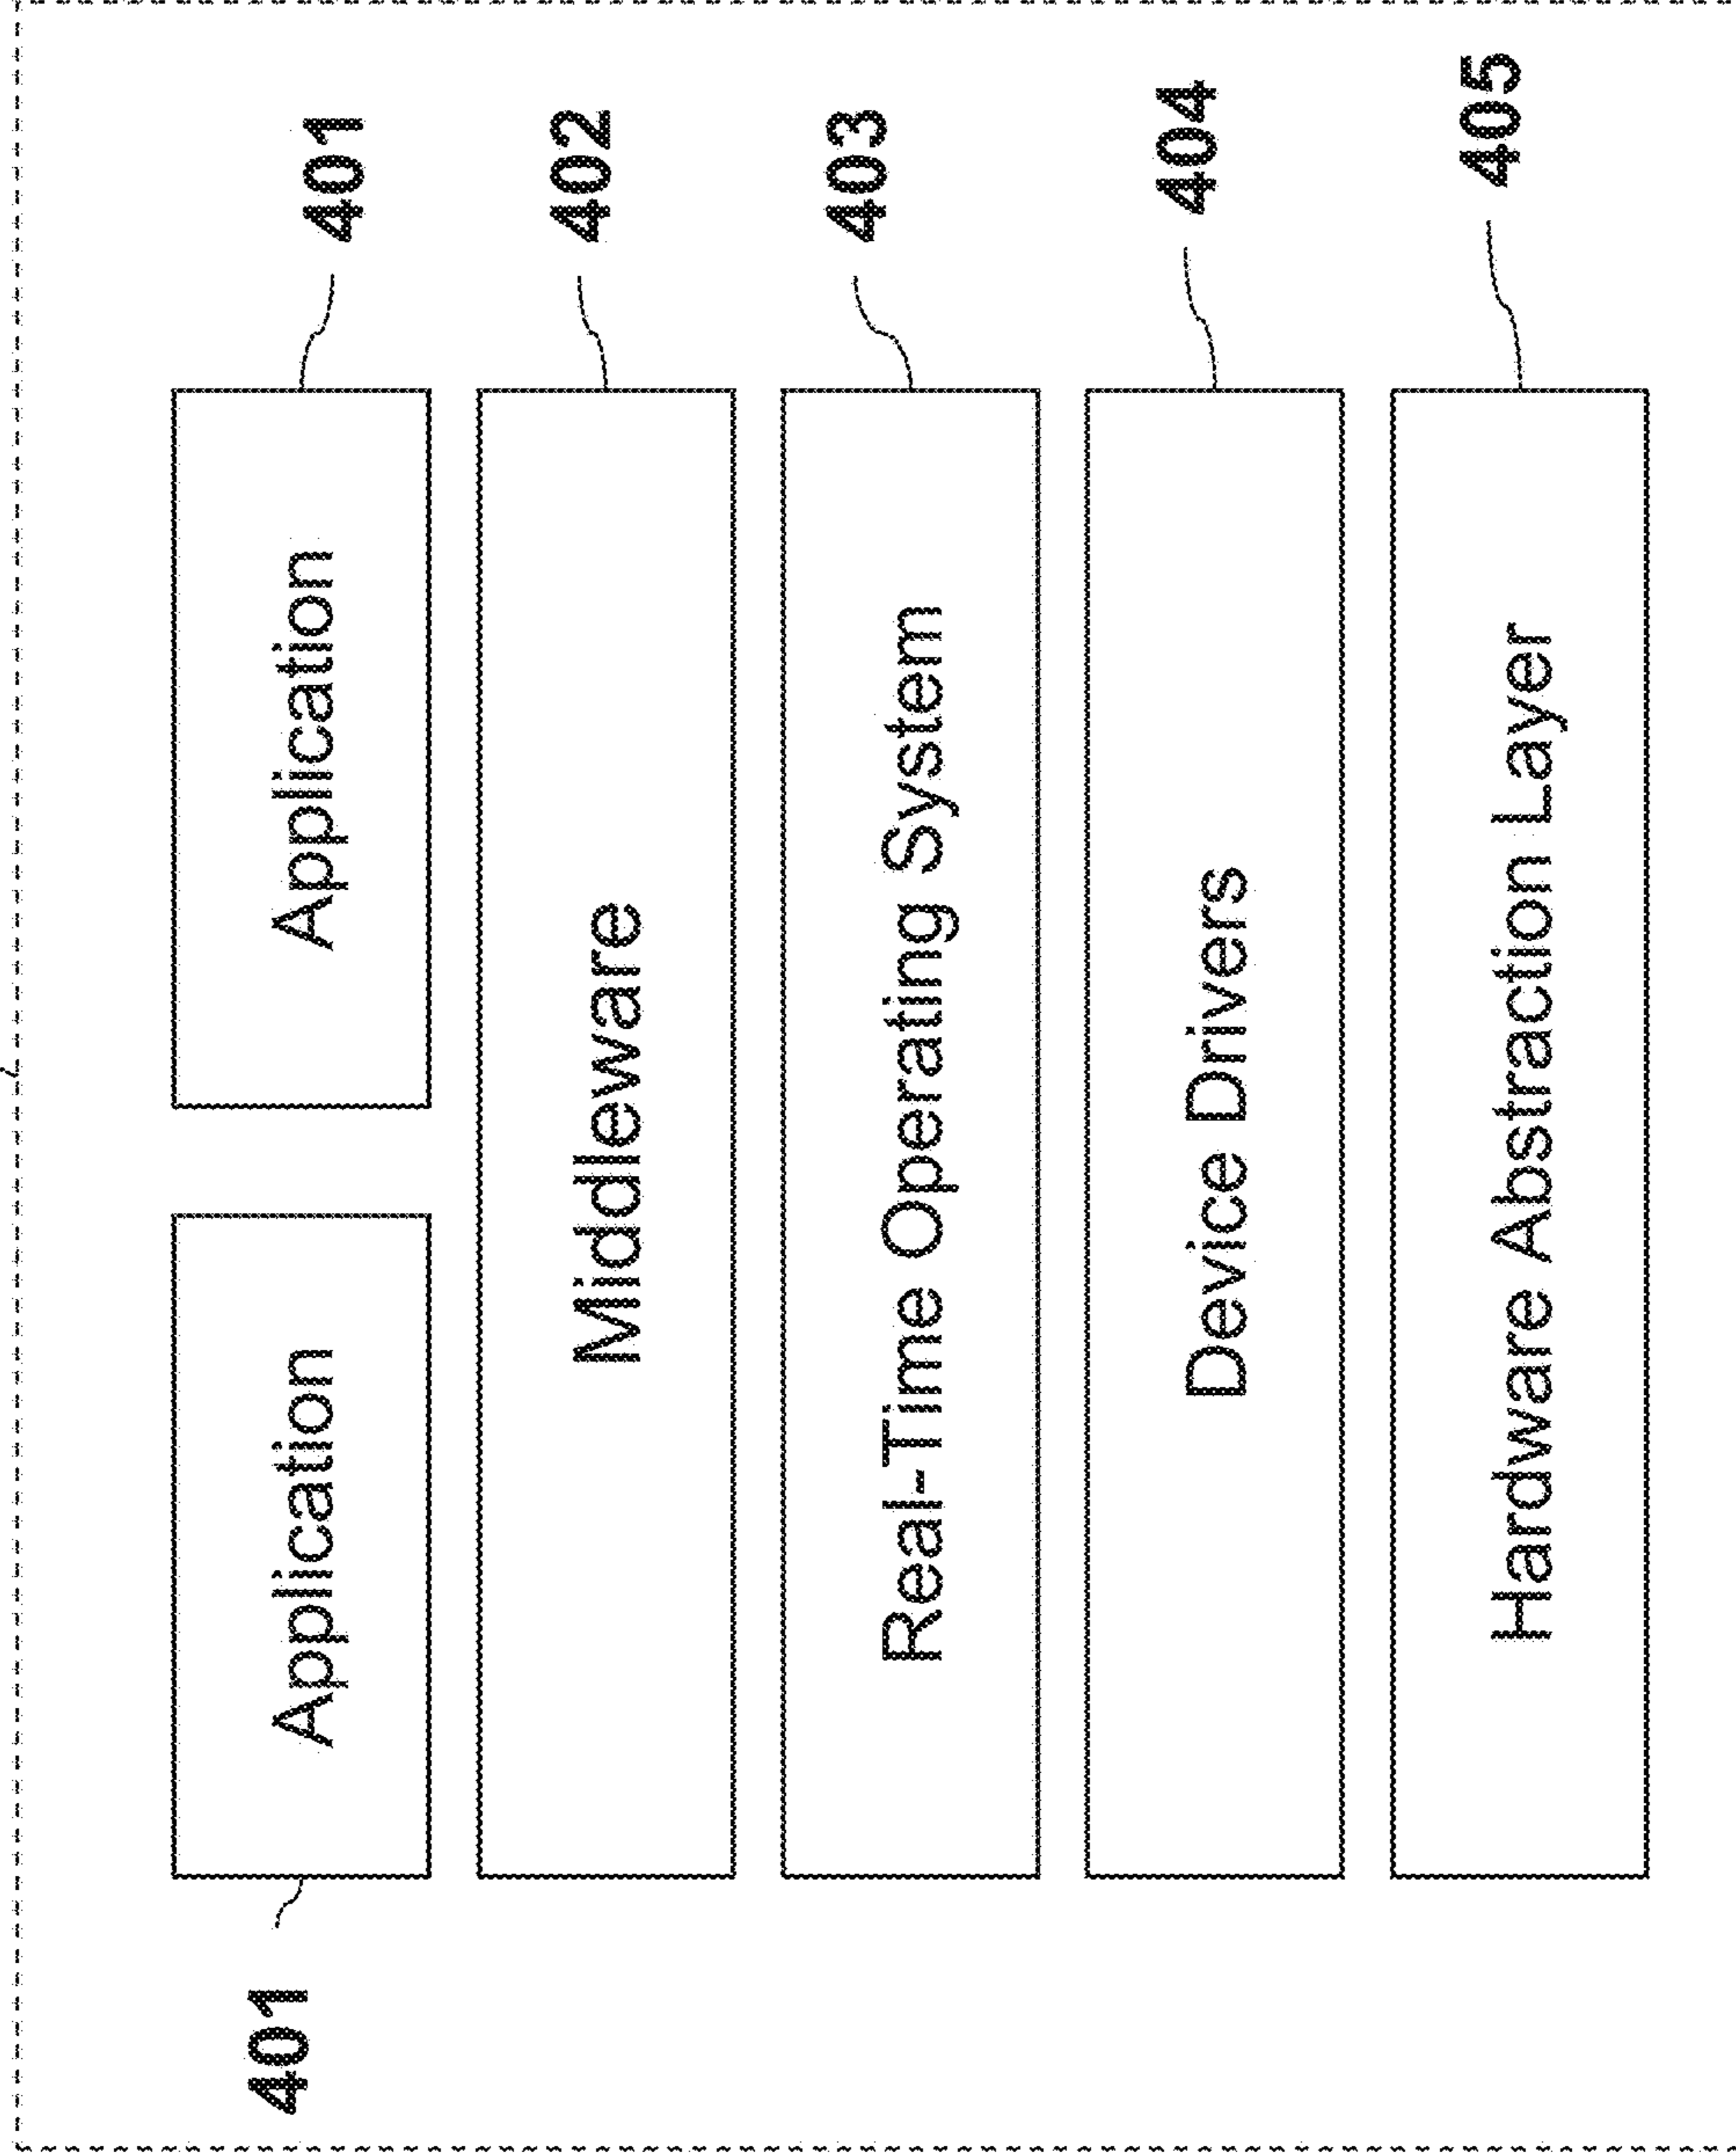 401
Application
Application
401
Middleware
402
Real-Time Operating System
403
Device Drivers
404
Hardware Abstraction Layer
405